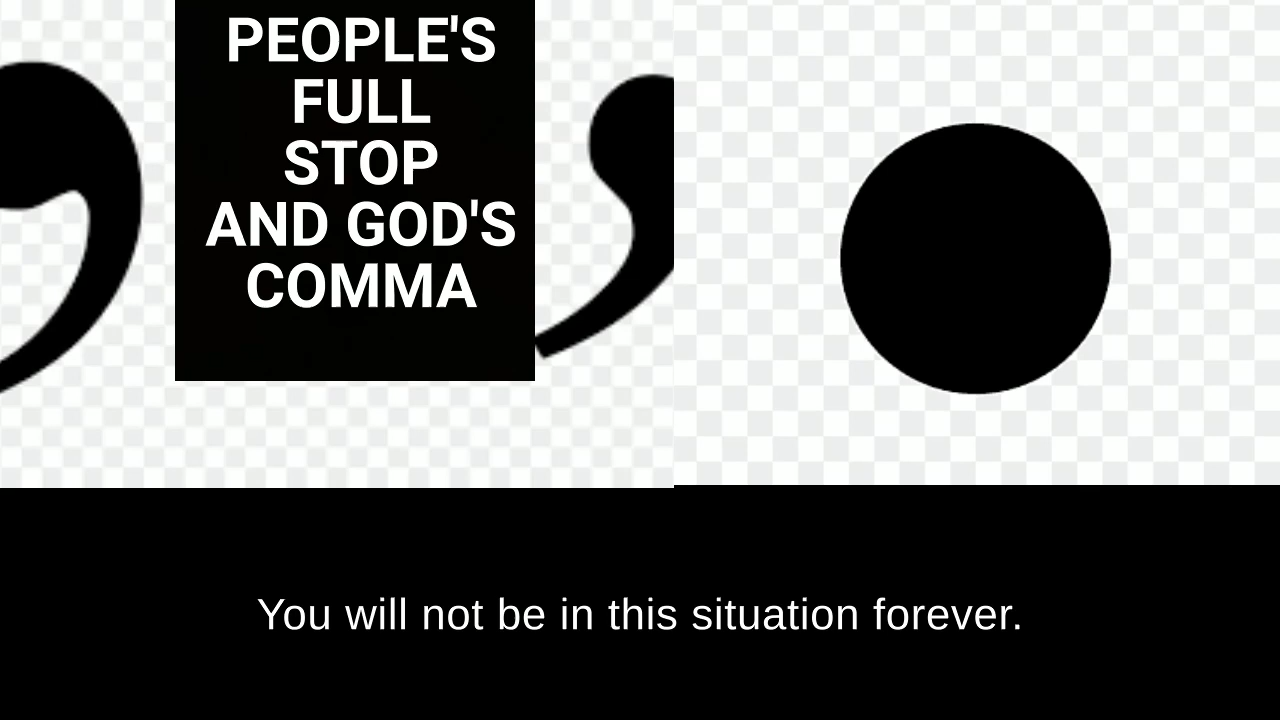 PEOPLE'S
FULL
STOP
AND GOD'S
COMMA
You will not be in this situation forever.